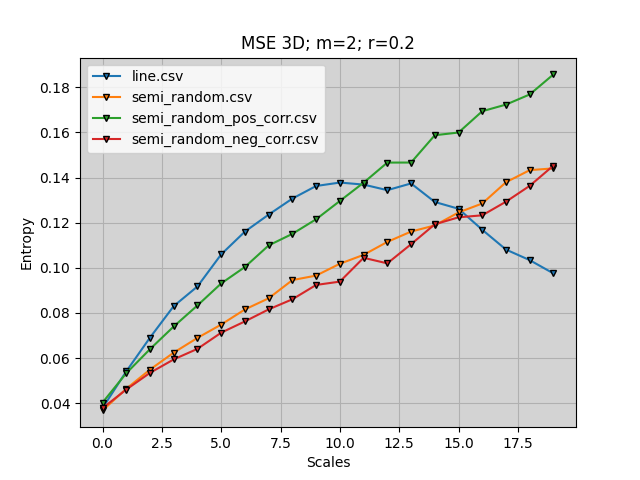 MSE 3D; m=2; r=0.2
line.csv
semi_random.csv
semi_random_pos_corr.csv
semi_random_neg_corr.csv
Entropy
0.18
0.16
0.14
0.12
0.10
0.08
0.06
0.04
0.0 2.5 5.0 7.5 10.0 12.5 15.0 17.5
Scales